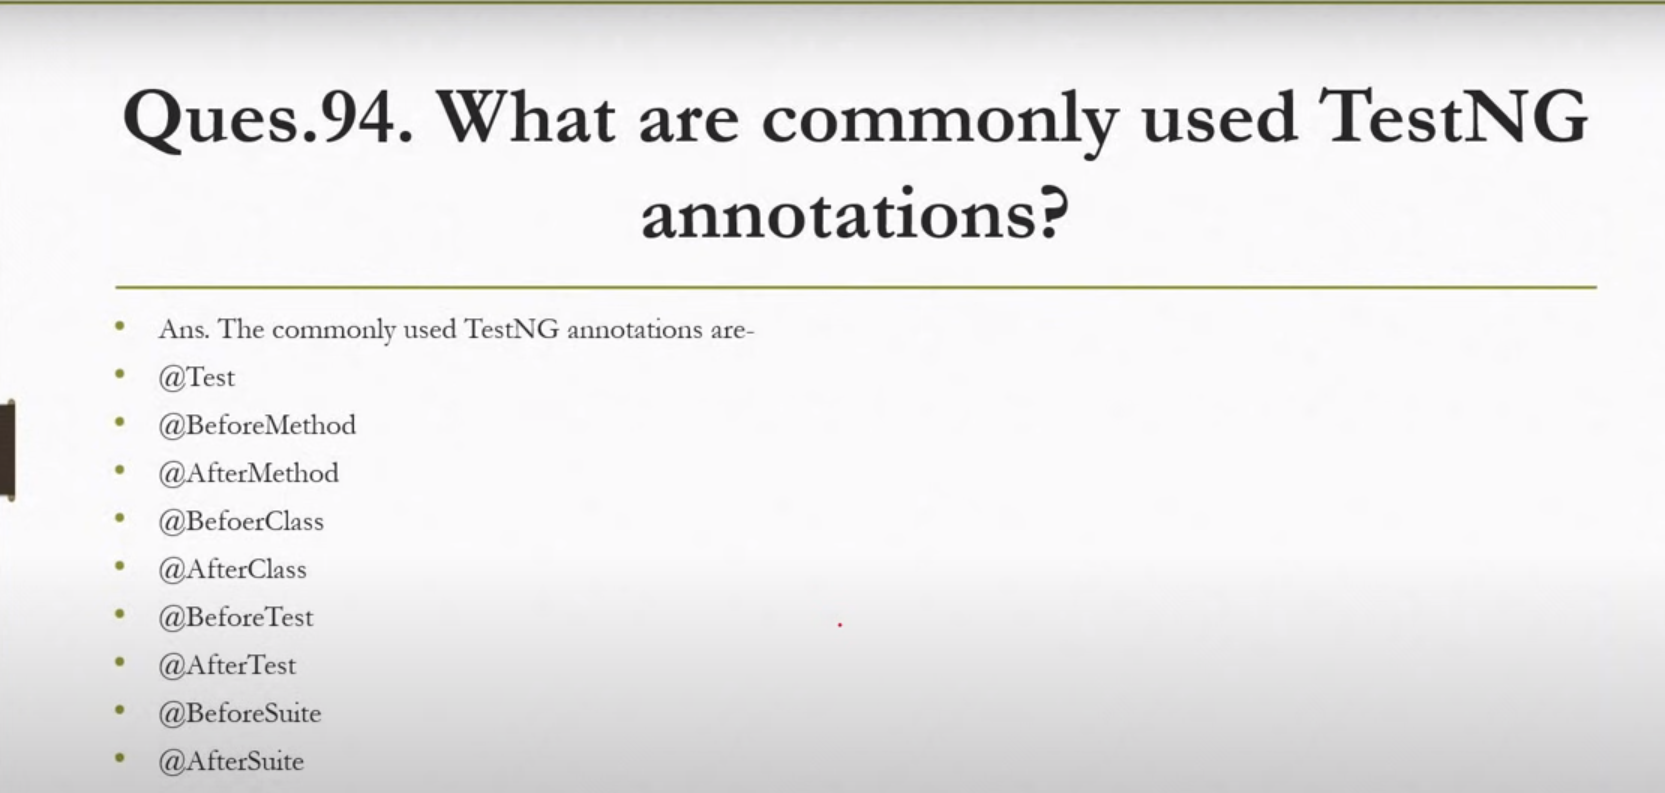 Ques.94. What are commonly used TestNG
annotations?
• Ans. The commonly used TestNG annotations are-
• @Test
• @BeforeMethod
• @AfterMethod
• @BefoerClass
• @AfterClass
• @BeforeTest
• @AfterTest
• @BeforeSuite
• @AfterSuite